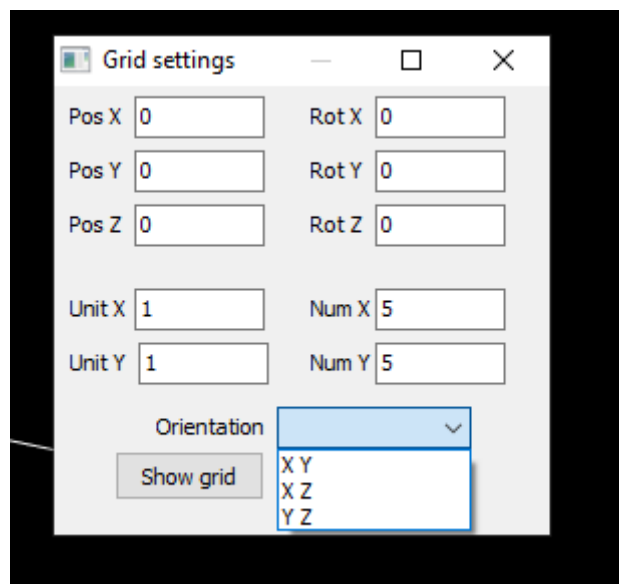 Grid settings
Pos X 0 Rot X 0
Pos Y 0 Rot Y 0
Pos Z 0 Rot Z 0
Unit X 1 Num X 5
Unit Y 1 Num Y 5
Orientation
Show grid
X Y
X Z
Y Z